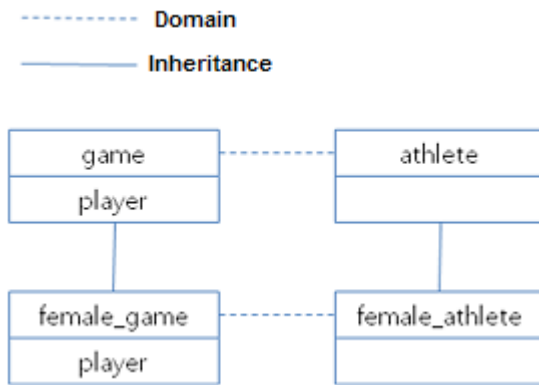 Domain
Inheritance
game
athlete
player
female_game
female_athlete
player